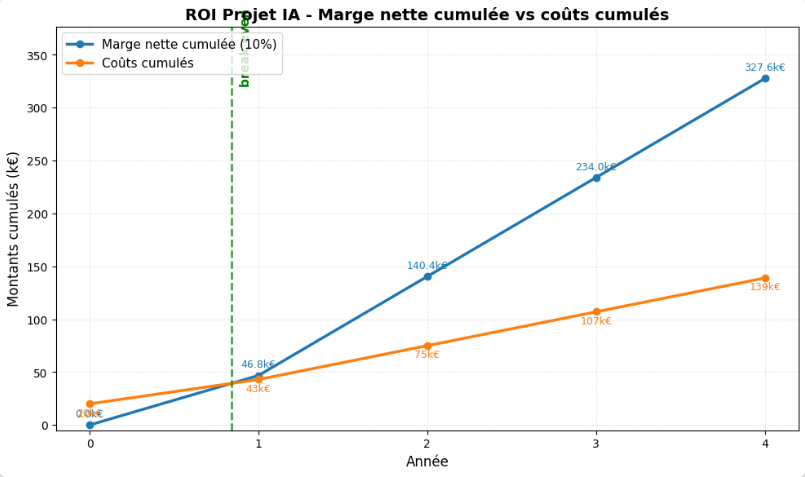 ROI Projet IA - Marge nette cumulée vs coûts cumulés
Marge nette cumulée (10%)
Coûts cumulés
Montants cumulés (k€)
350
300
250
200
150
100
50
0
327.6k€
234.0k€
140.4k€
46.8k€
0.0k€
139k€
107k€
75k€
43k€
0
1
2
3
4
Année